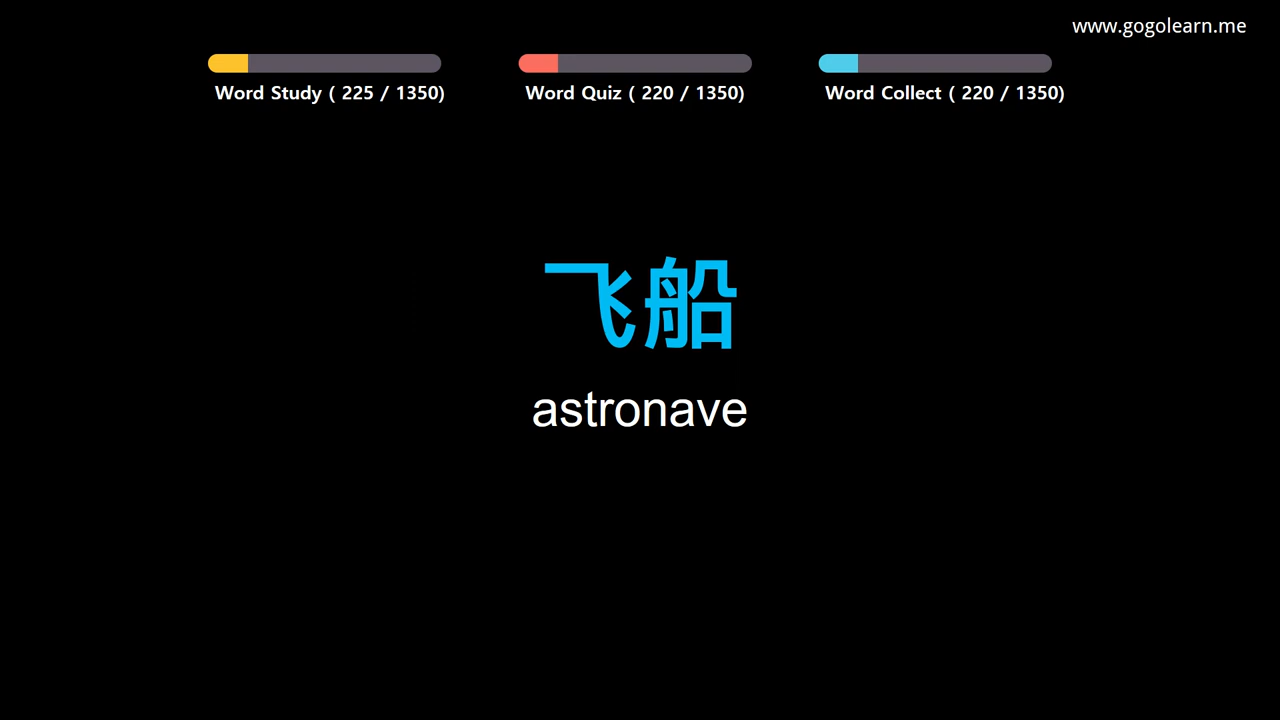 www.gogolearn.me
Word Study ( 225 / 1350)
Word Quiz ( 220 / 1350)
Word Collect ( 220 / 1350)
飞船
astronave